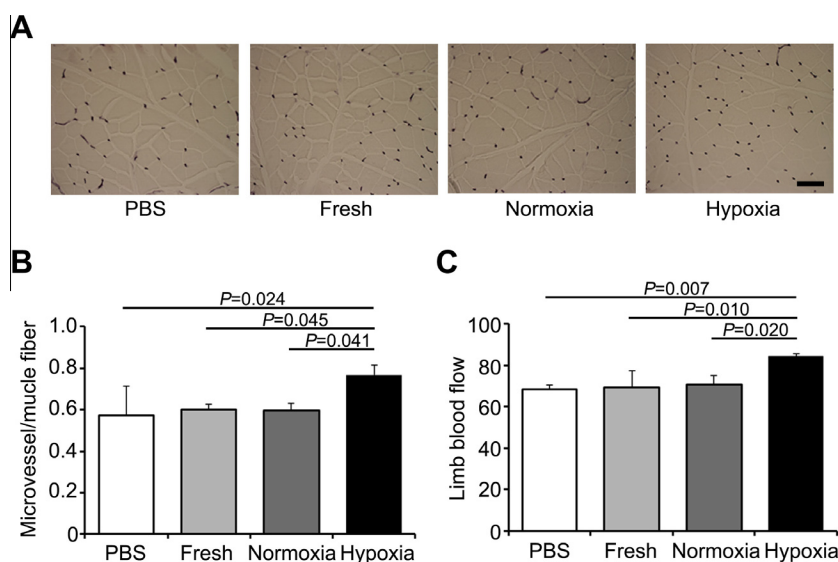 A
PBS Fresh Normoxia Hypoxia
B
P=0.024
P=0.045
P=0.041
Microvessel/mucle fiber
1.0
0.8
0.6
0.4
0.2
0
PBS Fresh Normoxia Hypoxia
C
P=0.007
P=0.010
P=0.020
Limb blood flow
100
80
60
40
20
0
PBS Fresh Normoxia Hypoxia